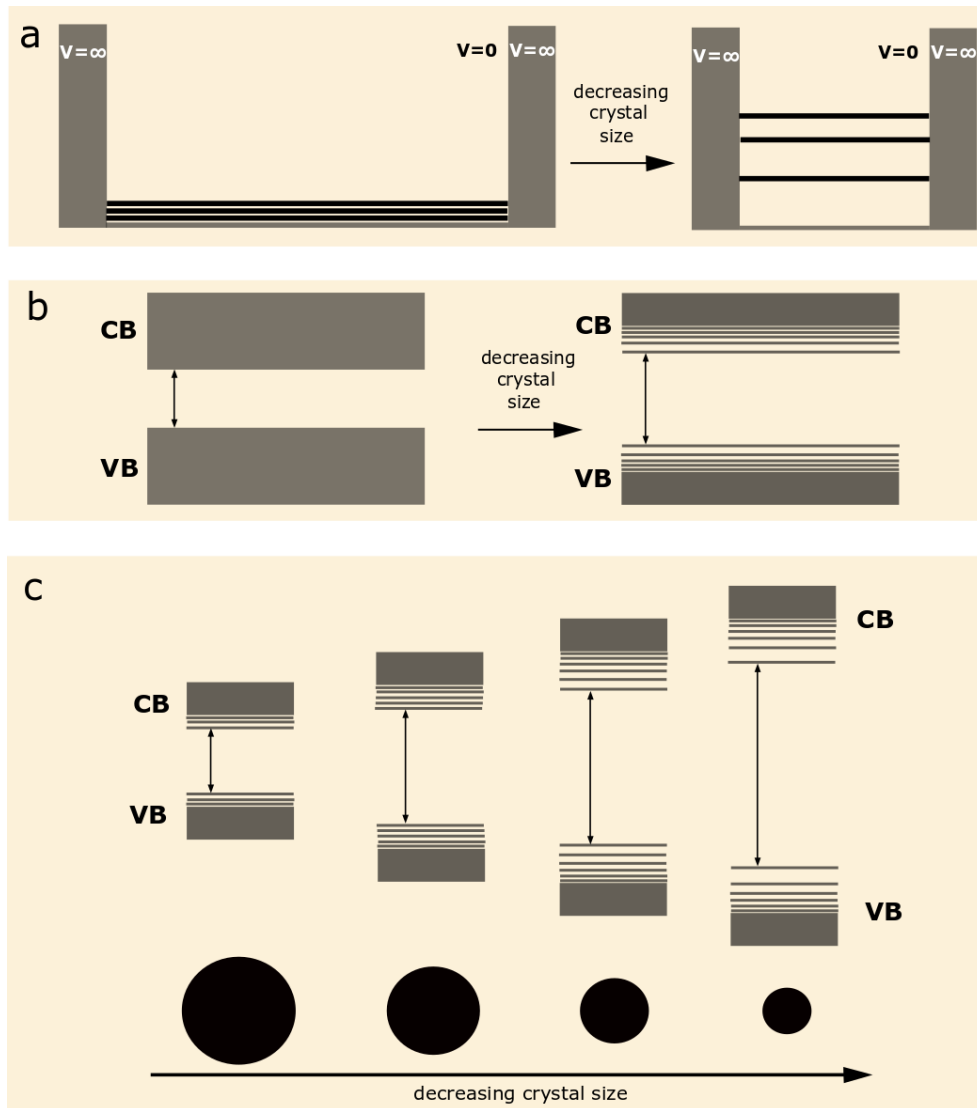 a
V=∞
V=0
V=∞
decreasing
crystal
size
V=∞
V=0
V=∞
b
CB
VB
decreasing
crystal
size
CB
VB
c
CB
VB
CB
VB
decreasing crystal size